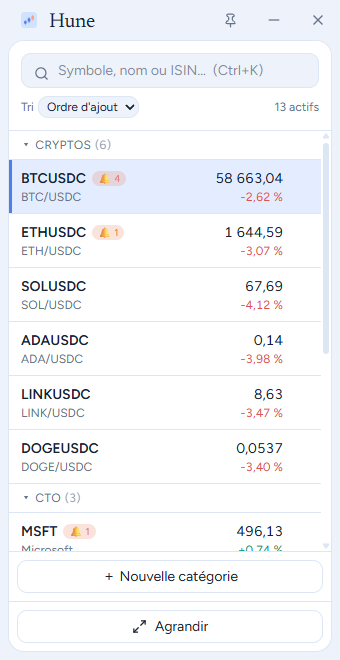 Hune
Symbole, nom ou ISIN... (Ctrl+K)
Tri Ordre d'ajout 13 actifs
CRYPTOS (6)
BTCUSDC 4 58 663,04
BTC/USDC -2,62 %
ETHUSDC 1 1 644,59
ETH/USDC -3,07 %
SOLUSDC 67,69
SOL/USDC -4,12 %
ADAUSDC 0,14
ADA/USDC -3,98 %
LINKUSDC 8,63
LINK/USDC -3,47 %
DOGEUSDC 0,0537
DOGE/USDC -3,40 %
CTO (3)
MSFT 1 496,13
Microsoft +0,74 %
+ Nouvelle catégorie
Agrandir